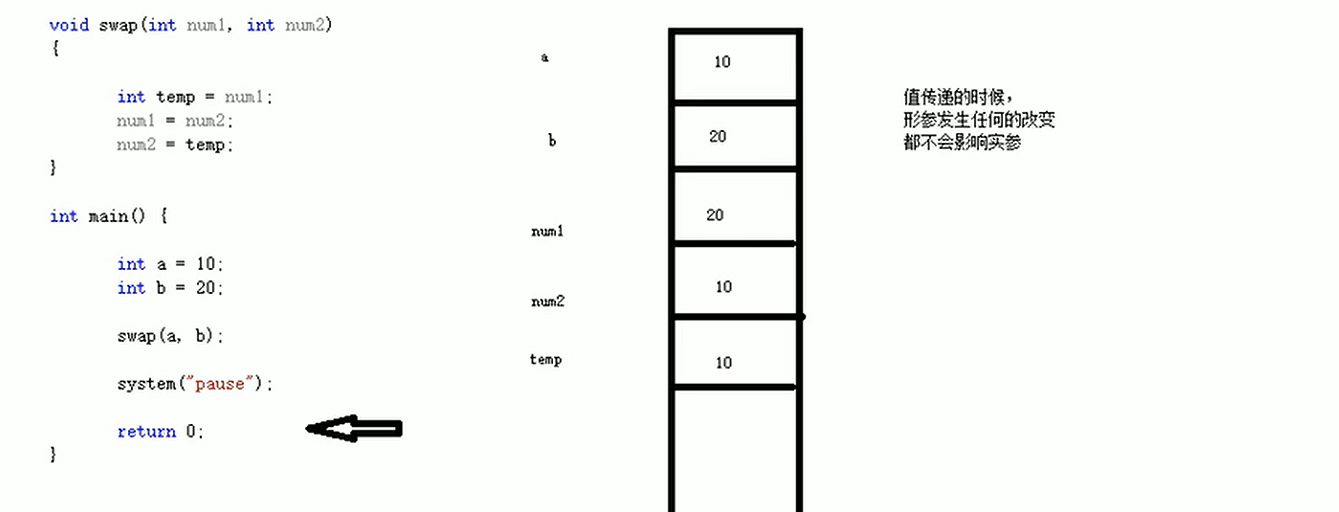 void swap(int num1, int num2)
{
int temp = num1;
num1 = num2;
num2 = temp;
}
int main() {
int a = 10;
int b = 20;
swap(a, b);
system("pause");
return 0;
}
a
10
b
20
num1
20
num2
10
temp
10
值传递的时候，
形参发生任何的改变
都不会影响实参